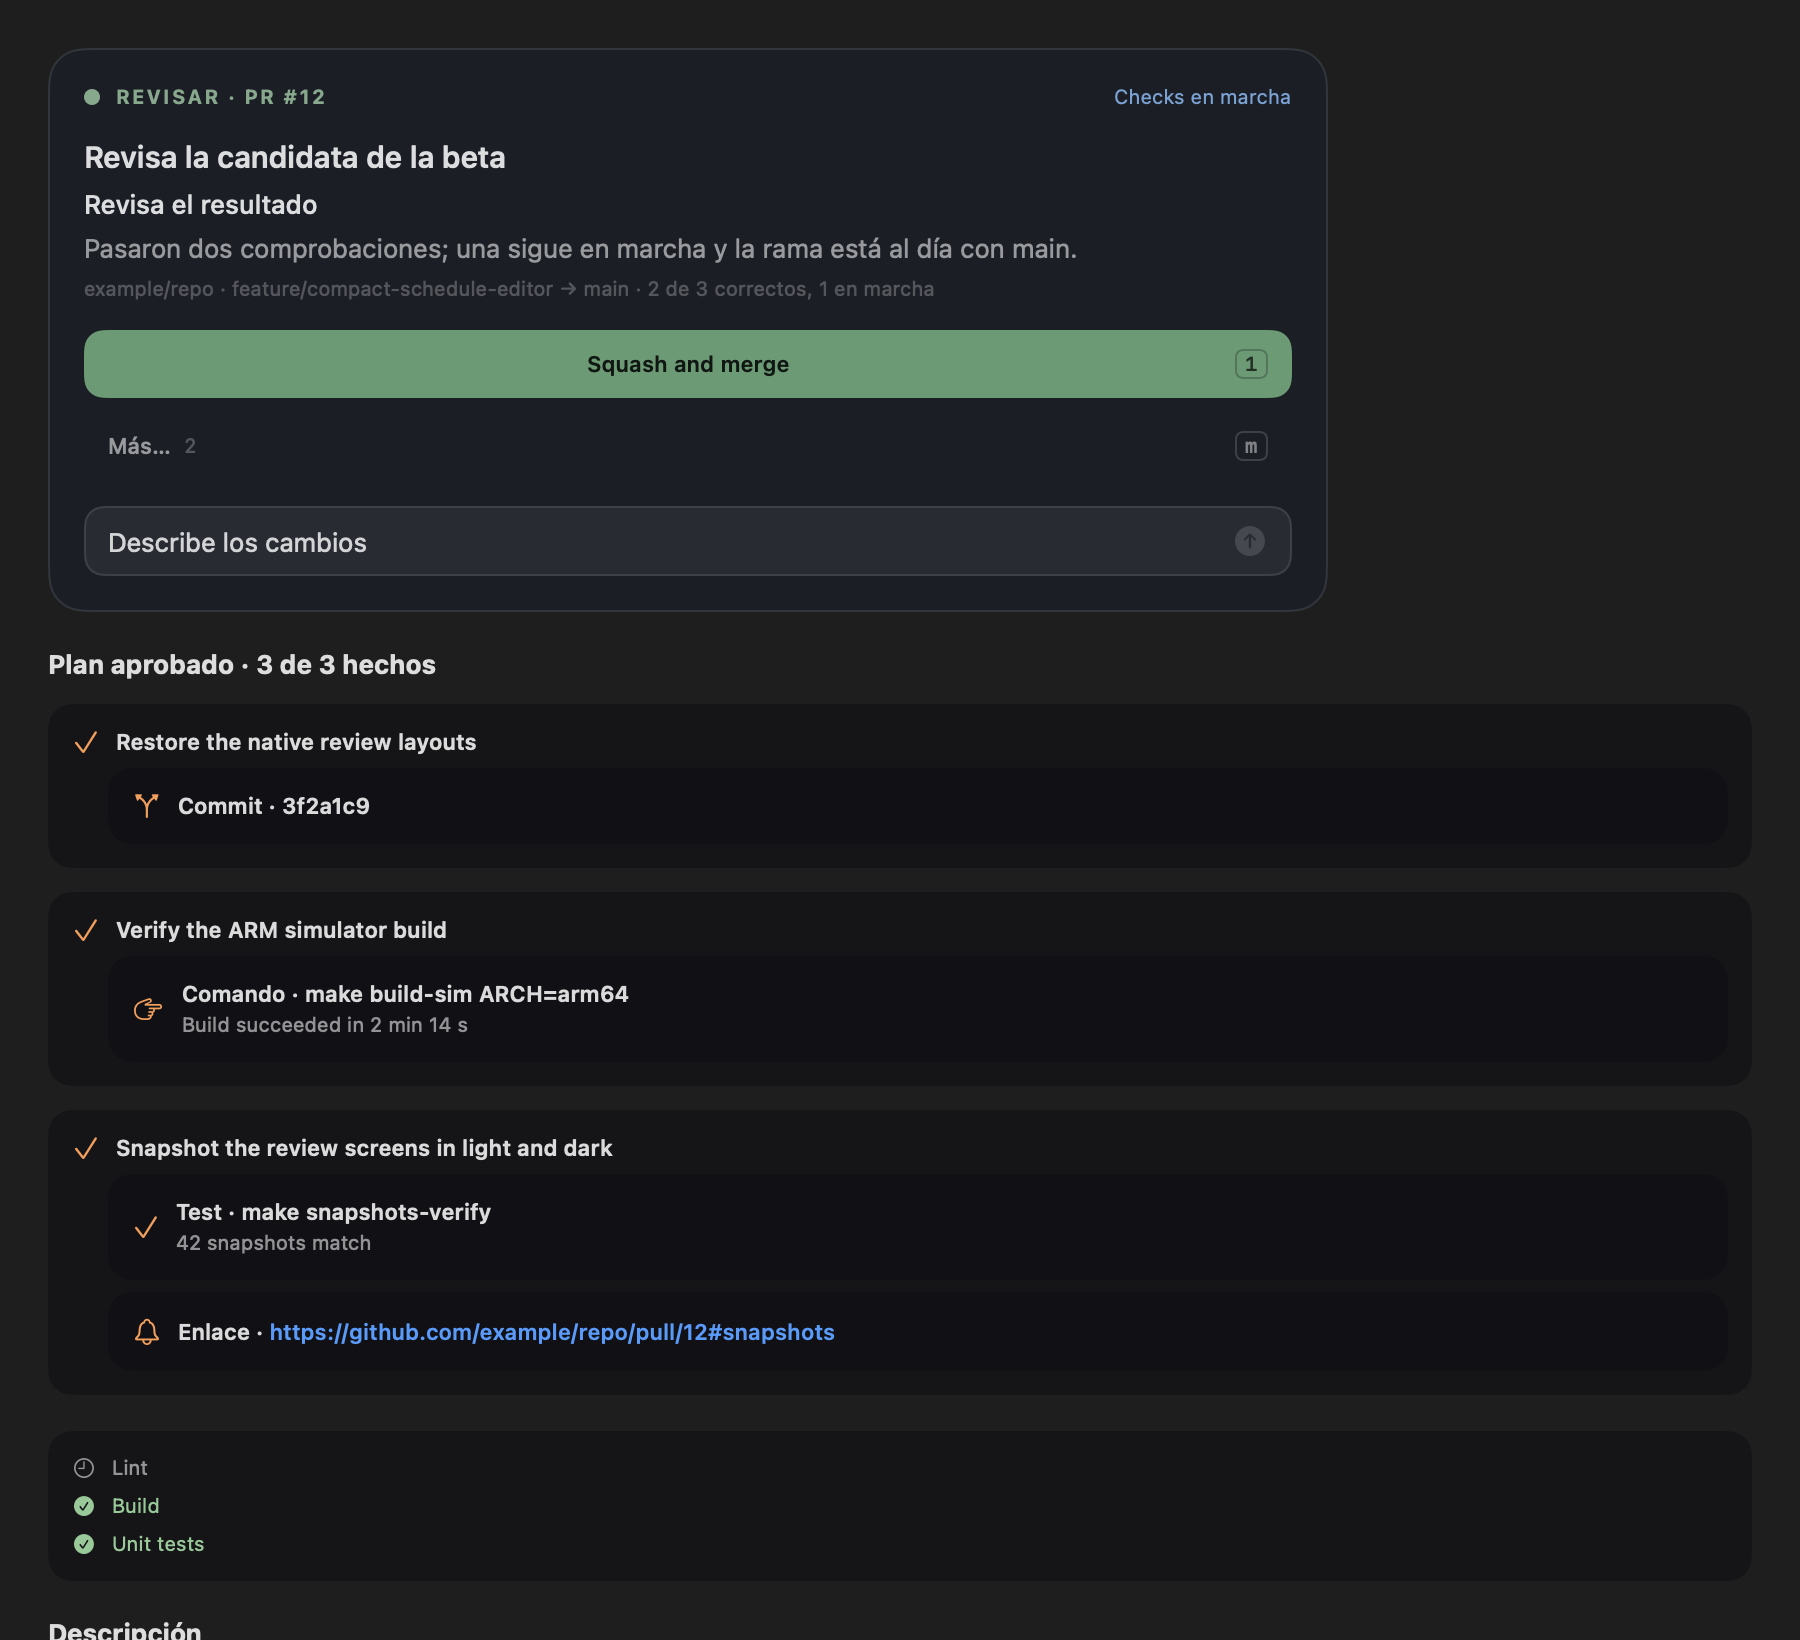 REVISAR · PR #12
Checks en marcha
Revisa la candidata de la beta
Revisa el resultado
Pasaron dos comprobaciones; una sigue en marcha y la rama está al día con main.
example/repo · feature/compact-schedule-editor → main · 2 de 3 correctos, 1 en marcha
Squash and merge 1
Más... 2 m
Describe los cambios
Plan aprobado · 3 de 3 hechos
Restore the native review layouts
Commit · 3f2a1c9
Verify the ARM simulator build
Comando · make build-sim ARCH=arm64
Build succeeded in 2 min 14 s
Snapshot the review screens in light and dark
Test · make snapshots-verify
42 snapshots match
Enlace · https://github.com/example/repo/pull/12#snapshots
Lint
Build
Unit tests
Descripción